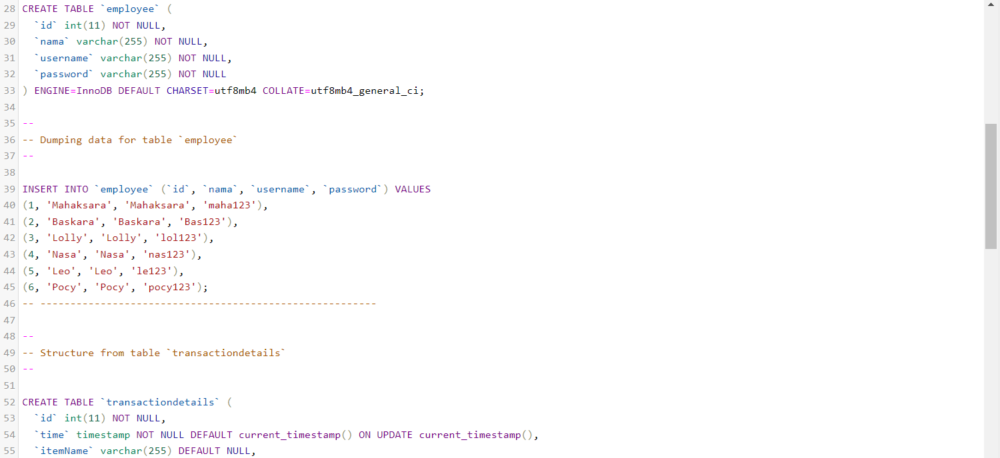 28 CREATE TABLE `employee` (
29   `id` int(11) NOT NULL,
30   `nama` varchar(255) NOT NULL,
31   `username` varchar(255) NOT NULL,
32   `password` varchar(255) NOT NULL
33 ) ENGINE=InnoDB DEFAULT CHARSET=utf8mb4 COLLATE=utf8mb4_general_ci;
34
35 --
36 -- Dumping data for table `employee`
37 --
38
39 INSERT INTO `employee` (`id`, `nama`, `username`, `password`) VALUES
40 (1, 'Mahaksara', 'Mahaksara', 'maha123'),
41 (2, 'Baskara', 'Baskara', 'Bas123'),
42 (3, 'Lolly', 'Lolly', 'lol123'),
43 (4, 'Nasa', 'Nasa', 'nas123'),
44 (5, 'Leo', 'Leo', 'le123'),
45 (6, 'Pocy', 'Pocy', 'pocy123');
46 -- --------------------------------------------------------
47
48 --
49 -- Structure from table `transactiondetails`
50 --
51
52 CREATE TABLE `transactiondetails` (
53   `id` int(11) NOT NULL,
54   `time` timestamp NOT NULL DEFAULT current_timestamp() ON UPDATE current_timestamp(),
55   `itemName` varchar(255) DEFAULT NULL,